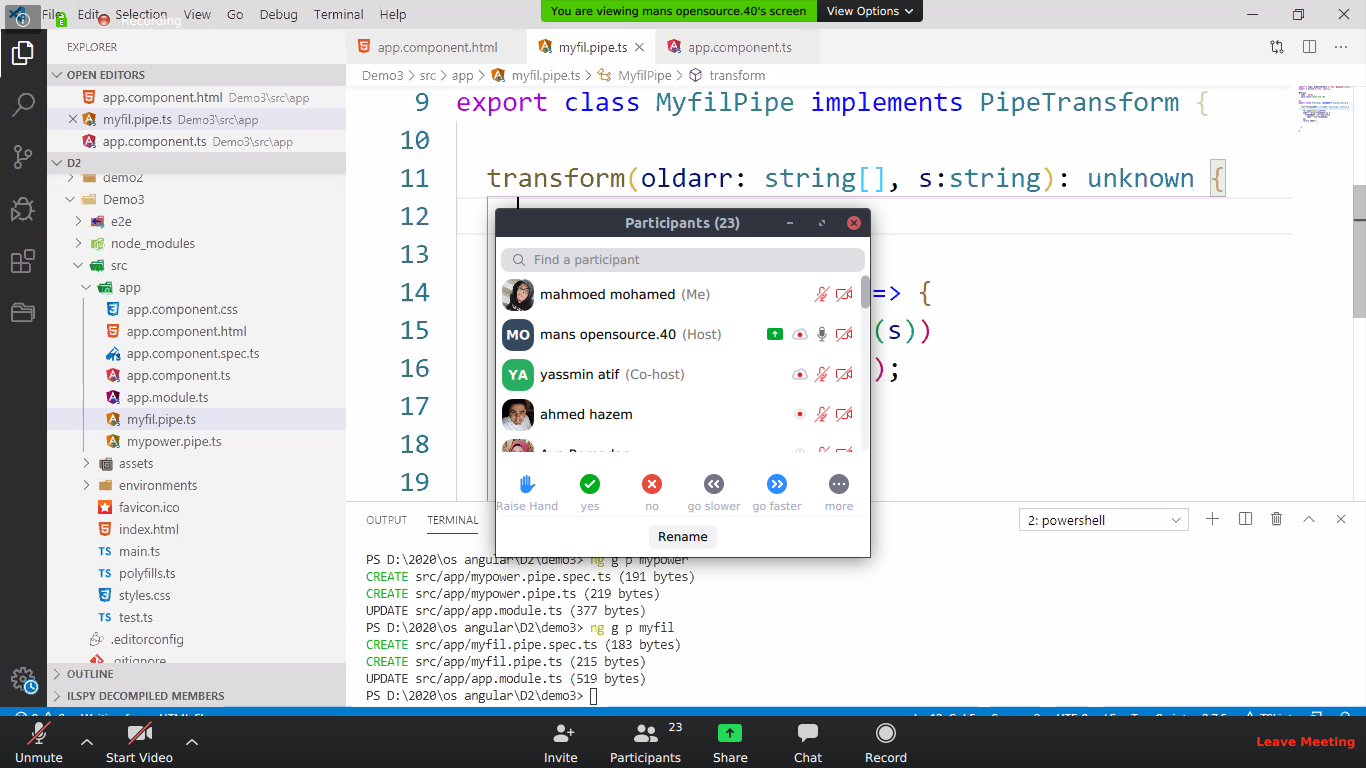 File Edit Selection View Go Debug Terminal Help
Recording
You are viewing mans opensource.40's screen
View Options
EXPLORER
OPEN EDITORS
app.component.html Demo3\src\app
myfil.pipe.ts Demo3\src\app
app.component.ts Demo3\src\app
D2
demo2
Demo3
e2e
node_modules
src
app
app.component.css
app.component.html
app.component.spec.ts
app.component.ts
app.module.ts
myfil.pipe.ts
mypower.pipe.ts
assets
environments
favicon.ico
index.html
main.ts
polyfills.ts
styles.css
test.ts
.editorconfig
.gitignore
OUTLINE
ILSPY DECOMPILED MEMBERS
app.component.html myfil.pipe.ts app.component.ts
Demo3 > src > app > myfil.pipe.ts > MyfilPipe > transform
9 export class MyfilPipe implements PipeTransform {
10
11 transform(oldarr: string[], s:string): unknown {
12
13
14 => {
15 (s))
16 );
17
18
19
Participants (23)
Find a participant
mahmoed mohamed (Me)
MO mans opensource.40 (Host)
YA yassmin atif (Co-host)
ahmed hazem
Raise Hand yes no go slower go faster more
Rename
OUTPUT TERMINAL 2: powershell
PS D:\2020\os angular\D2\demo3> ng g p mypower
CREATE src/app/mypower.pipe.spec.ts (191 bytes)
CREATE src/app/mypower.pipe.ts (219 bytes)
UPDATE src/app/app.module.ts (377 bytes)
PS D:\2020\os angular\D2\demo3> ng g p myfil
CREATE src/app/myfil.pipe.spec.ts (183 bytes)
CREATE src/app/myfil.pipe.ts (215 bytes)
UPDATE src/app/app.module.ts (519 bytes)
PS D:\2020\os angular\D2\demo3>
Unmute Start Video Invite Participants 23 Share Chat Record Leave Meeting